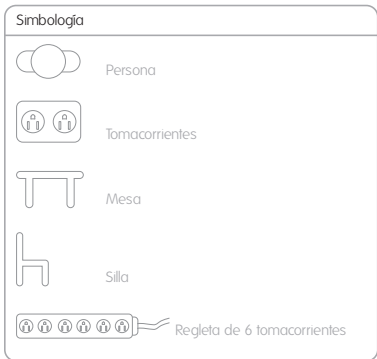 Simbología
Persona
Tomacorrientes
Mesa
Silla
Regleta de 6 tomacorrientes